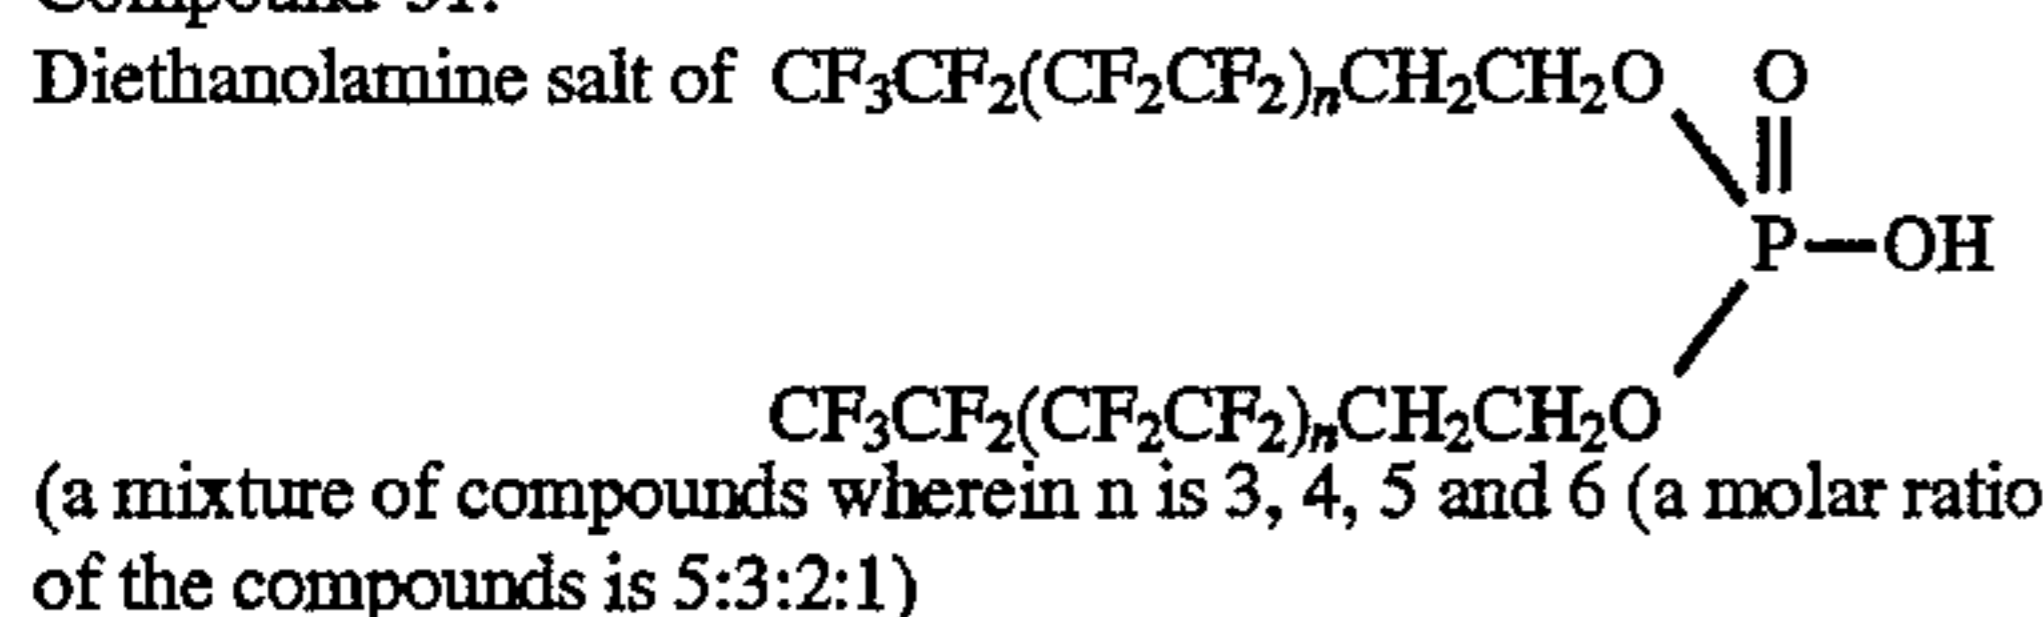 Diethanolamine salt of CF₃CF₂(CF₂CF₂)ₙCH₂CH₂O O
P—OH
CF₃CF₂(CF₂CF₂)ₙCH₂CH₂O
(a mixture of compounds wherein n is 3, 4, 5 and 6 (a molar ratio
of the compounds is 5:3:2:1)